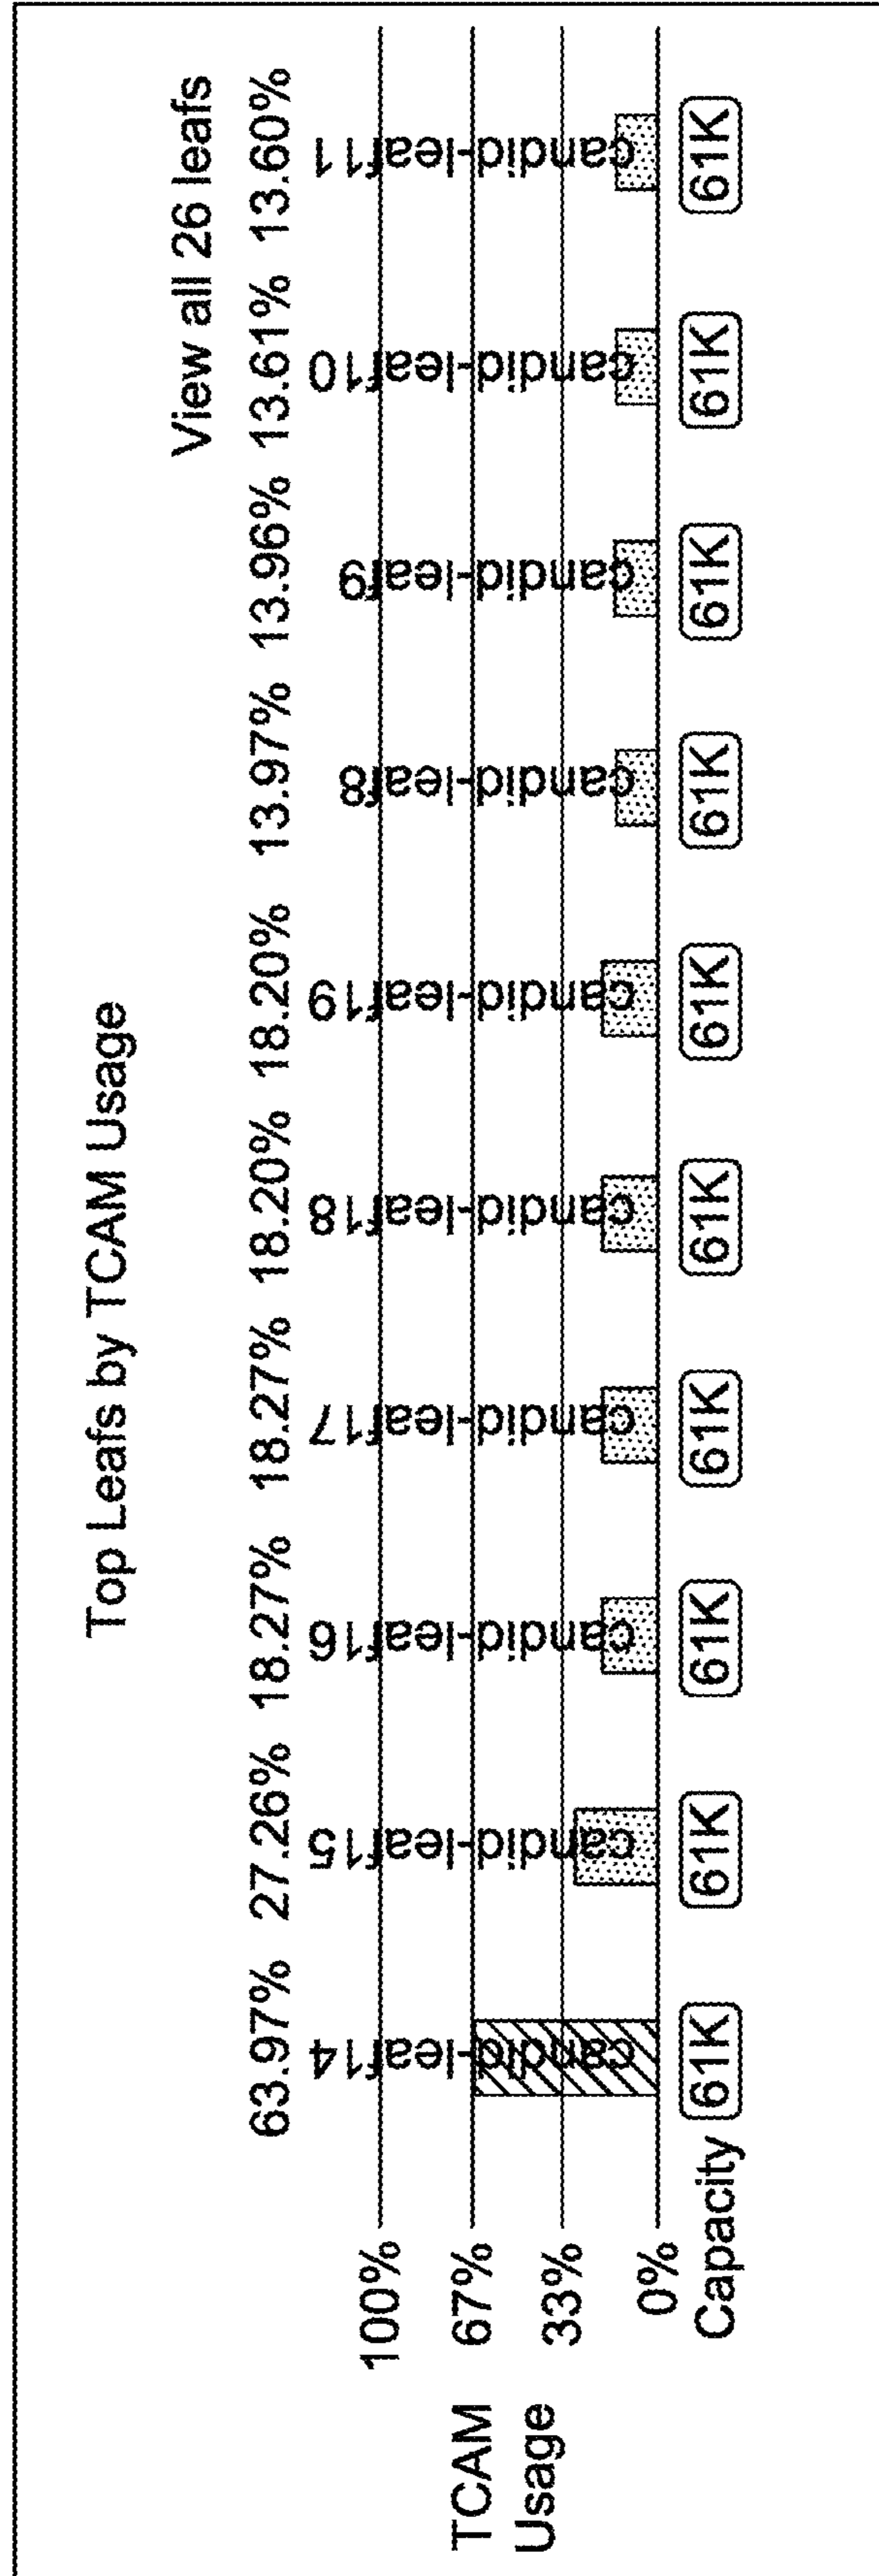 Top Leafs by TCAM Usage
View all 26 leafs
63.97% 27.26% 18.27% 18.27% 18.20% 18.20% 13.97% 13.96% 13.61% 13.60%
TCAM
Usage
100%
67%
33%
0%
candid-leaf14
candid-leaf15
candid-leaf16
candid-leaf17
candid-leaf18
candid-leaf19
candid-leaf8
candid-leaf9
candid-leaf10
candid-leaf11
Capacity 61K 61K 61K 61K 61K 61K 61K 61K 61K 61K